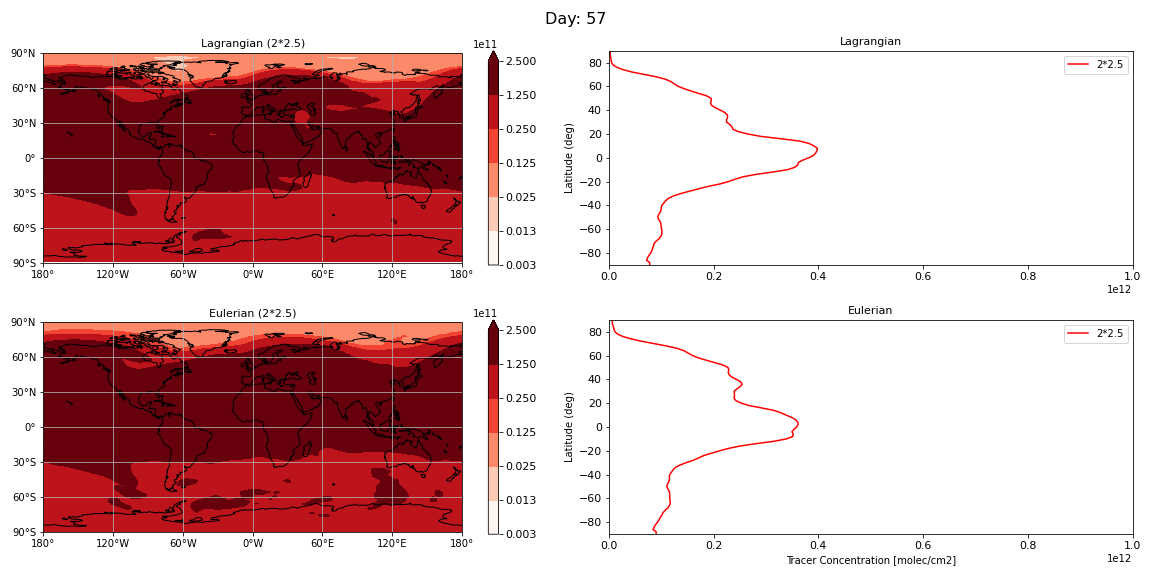 Day: 57
Lagrangian (2*2.5)
1e11
90°N
60°N
30°N
0°
30°S
60°S
90°S
180°
120°W
60°W
0°W
60°E
120°E
180°
2.500
1.250
0.250
0.125
0.025
0.013
0.003
Lagrangian
2*2.5
Latitude (deg)
80
60
40
20
0
−20
−40
−60
−80
0.0
0.2
0.4
0.6
0.8
1.0
1e12
Eulerian (2*2.5)
1e11
90°N
60°N
30°N
0°
30°S
60°S
90°S
180°
120°W
60°W
0°W
60°E
120°E
180°
2.500
1.250
0.250
0.125
0.025
0.013
0.003
Eulerian
2*2.5
Latitude (deg)
80
60
40
20
0
−20
−40
−60
−80
0.0
0.2
0.4
0.6
0.8
1.0
Tracer Concentration [molec/cm2]
1e12